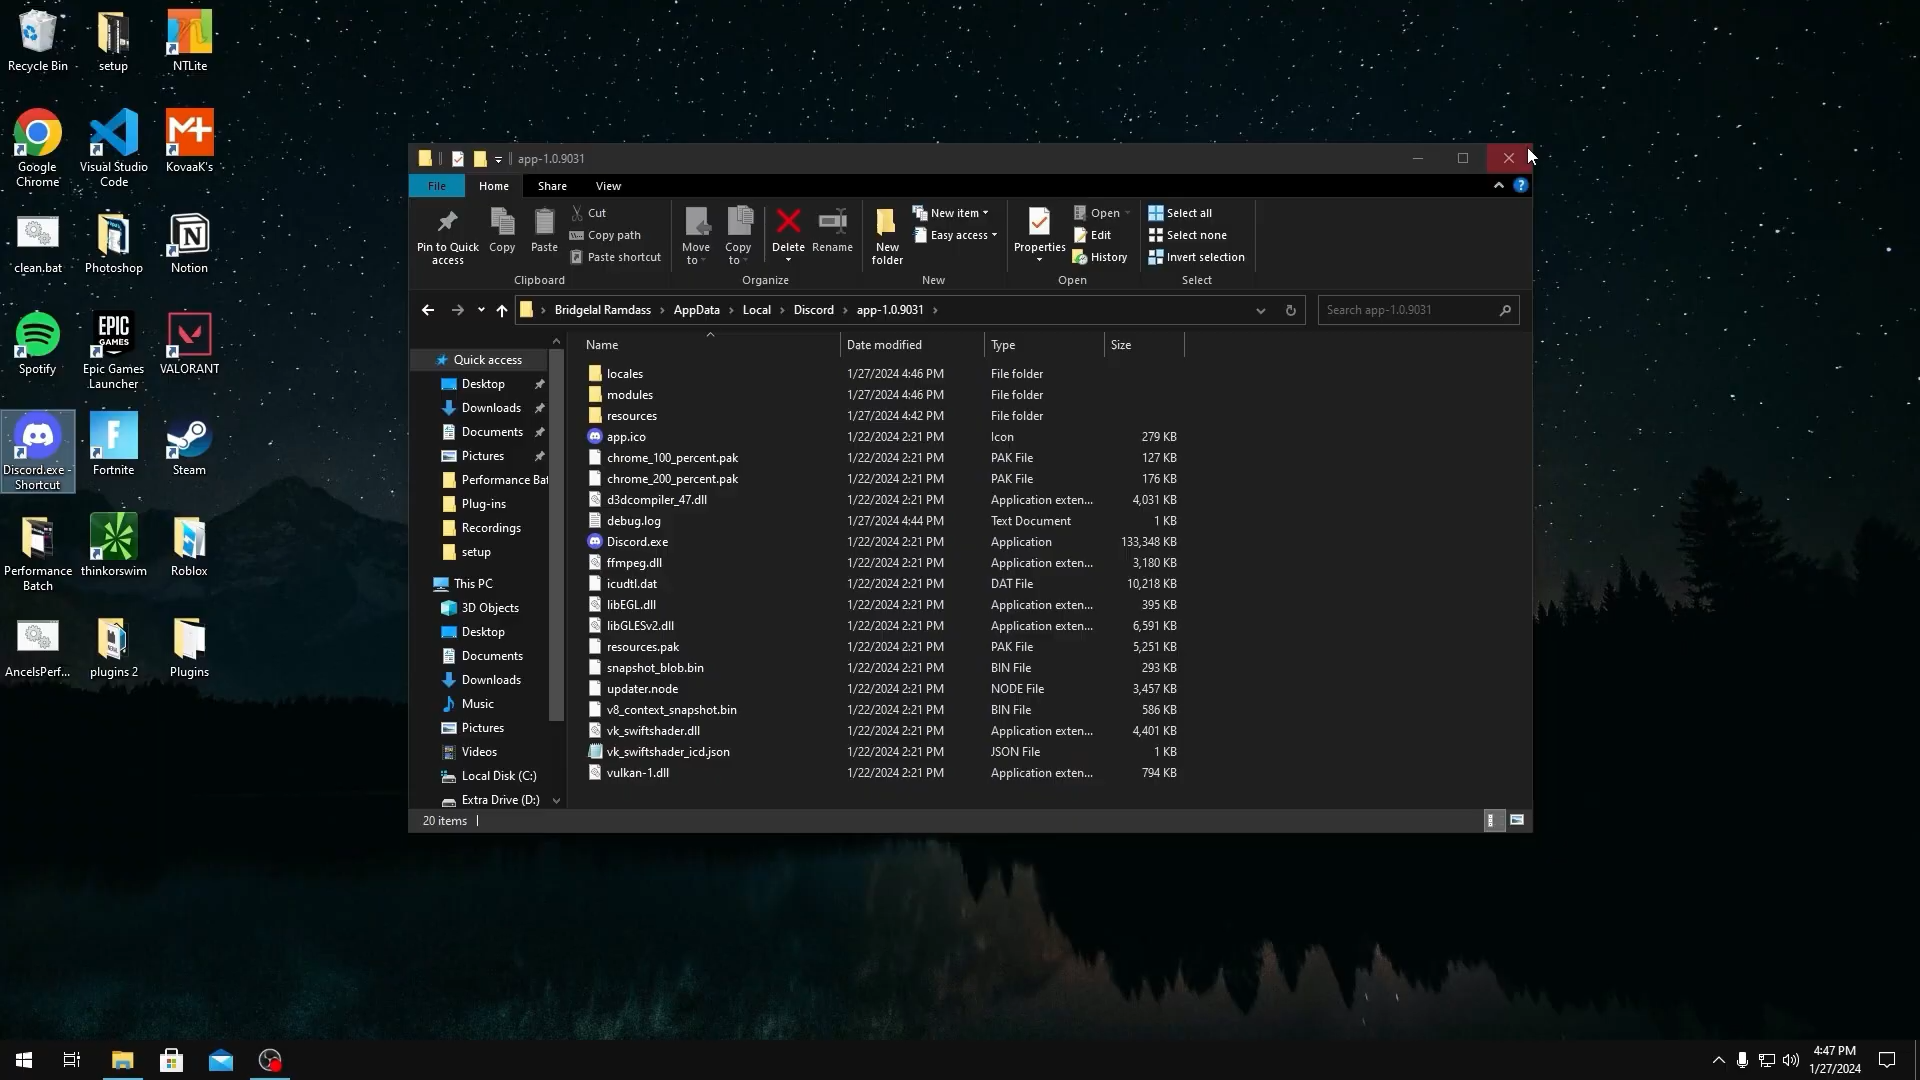 Recycle Bin
setup
NTLite
Google
Chrome
Visual Studio
Code
KovaaK's
clean.bat
Photoshop
Notion
Spotify
Epic Games
Launcher
VALORANT
Discord.exe -
Shortcut
Fortnite
Steam
Performance
Batch
thinkorswim
Roblox
AncelsPerf...
plugins 2
Plugins
app-1.0.9031
File
Home
Share
View
Pin to Quick
access
Copy
Paste
Cut
Copy path
Paste shortcut
Clipboard
Move
to
Copy
to
Delete
Rename
Organize
New
folder
New item
Easy access
New
Properties
Open
Edit
History
Open
Select all
Select none
Invert selection
Select
Bridgelal Ramdass > AppData > Local > Discord > app-1.0.9031 >
Search app-1.0.9031
Quick access
Desktop
Downloads
Documents
Pictures
Performance Bat
Plug-ins
Recordings
setup
This PC
3D Objects
Desktop
Documents
Downloads
Music
Pictures
Videos
Local Disk (C:)
Extra Drive (D:)
Name Date modified Type Size
locales 1/27/2024 4:46 PM File folder
modules 1/27/2024 4:46 PM File folder
resources 1/27/2024 4:42 PM File folder
app.ico 1/22/2024 2:21 PM Icon 279 KB
chrome_100_percent.pak 1/22/2024 2:21 PM PAK File 127 KB
chrome_200_percent.pak 1/22/2024 2:21 PM PAK File 176 KB
d3dcompiler_47.dll 1/22/2024 2:21 PM Application exten... 4,031 KB
debug.log 1/27/2024 4:44 PM Text Document 1 KB
Discord.exe 1/22/2024 2:21 PM Application 133,348 KB
ffmpeg.dll 1/22/2024 2:21 PM Application exten... 3,180 KB
icudtl.dat 1/22/2024 2:21 PM DAT File 10,218 KB
libEGL.dll 1/22/2024 2:21 PM Application exten... 395 KB
libGLESv2.dll 1/22/2024 2:21 PM Application exten... 6,591 KB
resources.pak 1/22/2024 2:21 PM PAK File 5,251 KB
snapshot_blob.bin 1/22/2024 2:21 PM BIN File 293 KB
updater.node 1/22/2024 2:21 PM NODE File 3,457 KB
v8_context_snapshot.bin 1/22/2024 2:21 PM BIN File 586 KB
vk_swiftshader.dll 1/22/2024 2:21 PM Application exten... 4,401 KB
vk_swiftshader_icd.json 1/22/2024 2:21 PM JSON File 1 KB
vulkan-1.dll 1/22/2024 2:21 PM Application exten... 794 KB
20 items
4:47 PM
1/27/2024